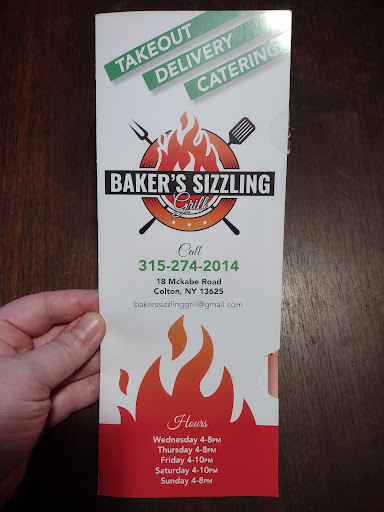 TAKEOUT
DELIVERY
CATERING
BAKER'S SIZZLING
Grill
Call
315-274-2014
18 Mckabe Road
Colton, NY 13625
bakerssizzlinggrill@gmail.com
Hours
Wednesday 4-8PM
Thursday 4-8PM
Friday 4-10PM
Saturday 4-10PM
Sunday 4-8PM